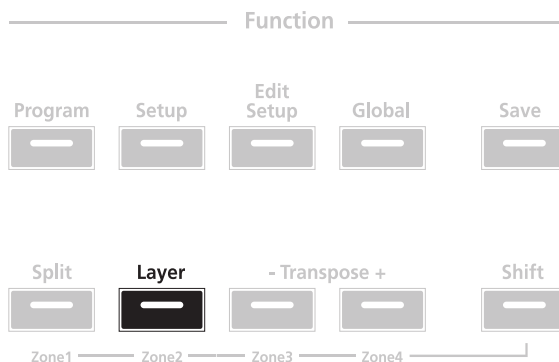 Function
Program Setup Edit Setup Global Save
Split Layer - Transpose + Shift
Zone1 Zone2 Zone3 Zone4